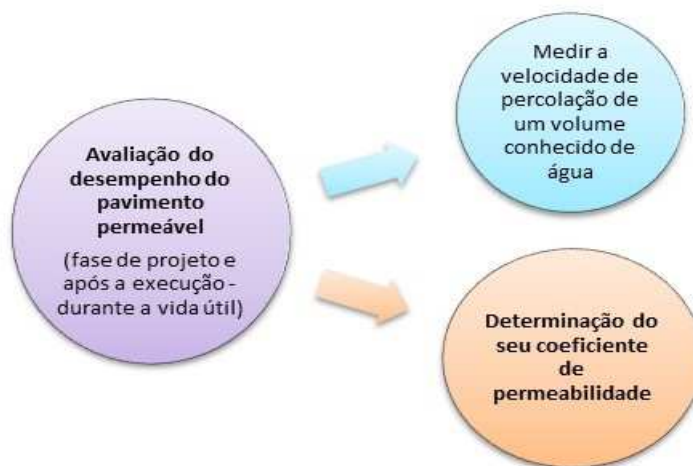 Avaliação do
desempenho do
pavimento
permeável
(fase de projeto e
após a execução -
durante a vida útil)
Medir a
velocidade de
percolação de
um volume
conhecido de
água
Determinação do
seu coeficiente
de
permeabilidade